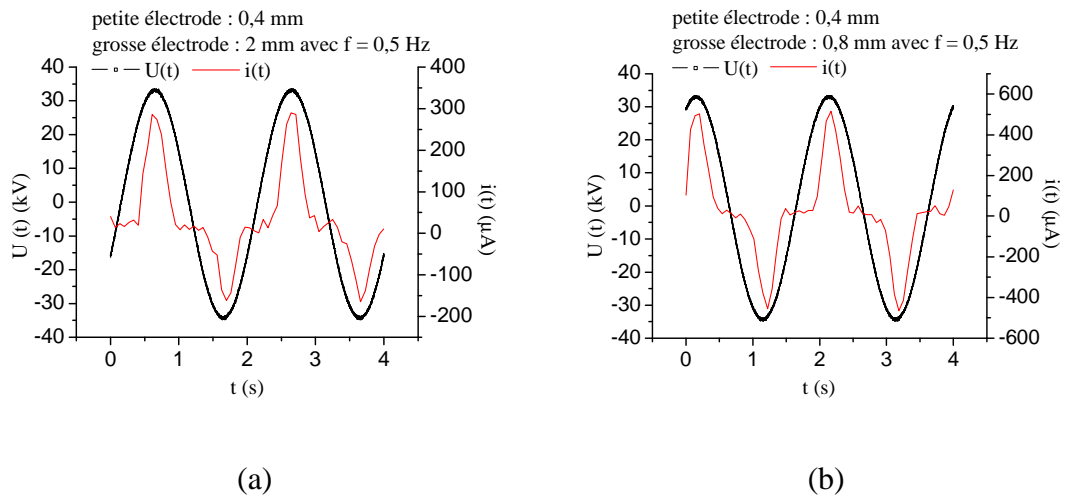 petite électrode : 0,4 mm
grosse électrode : 2 mm avec f = 0,5 Hz
U(t) i(t)
40
30
20
10
0
-10
-20
-30
-40
U (t) (kV)
400
300
200
100
0
-100
-200
i(t) (µA)
0 1 2 3 4
t (s)
(a)
petite électrode : 0,4 mm
grosse électrode : 0,8 mm avec f = 0,5 Hz
U(t) i(t)
40
30
20
10
0
-10
-20
-30
-40
U (t) (kV)
600
400
200
0
-200
-400
-600
i(t) (µA)
0 1 2 3 4
t (s)
(b)